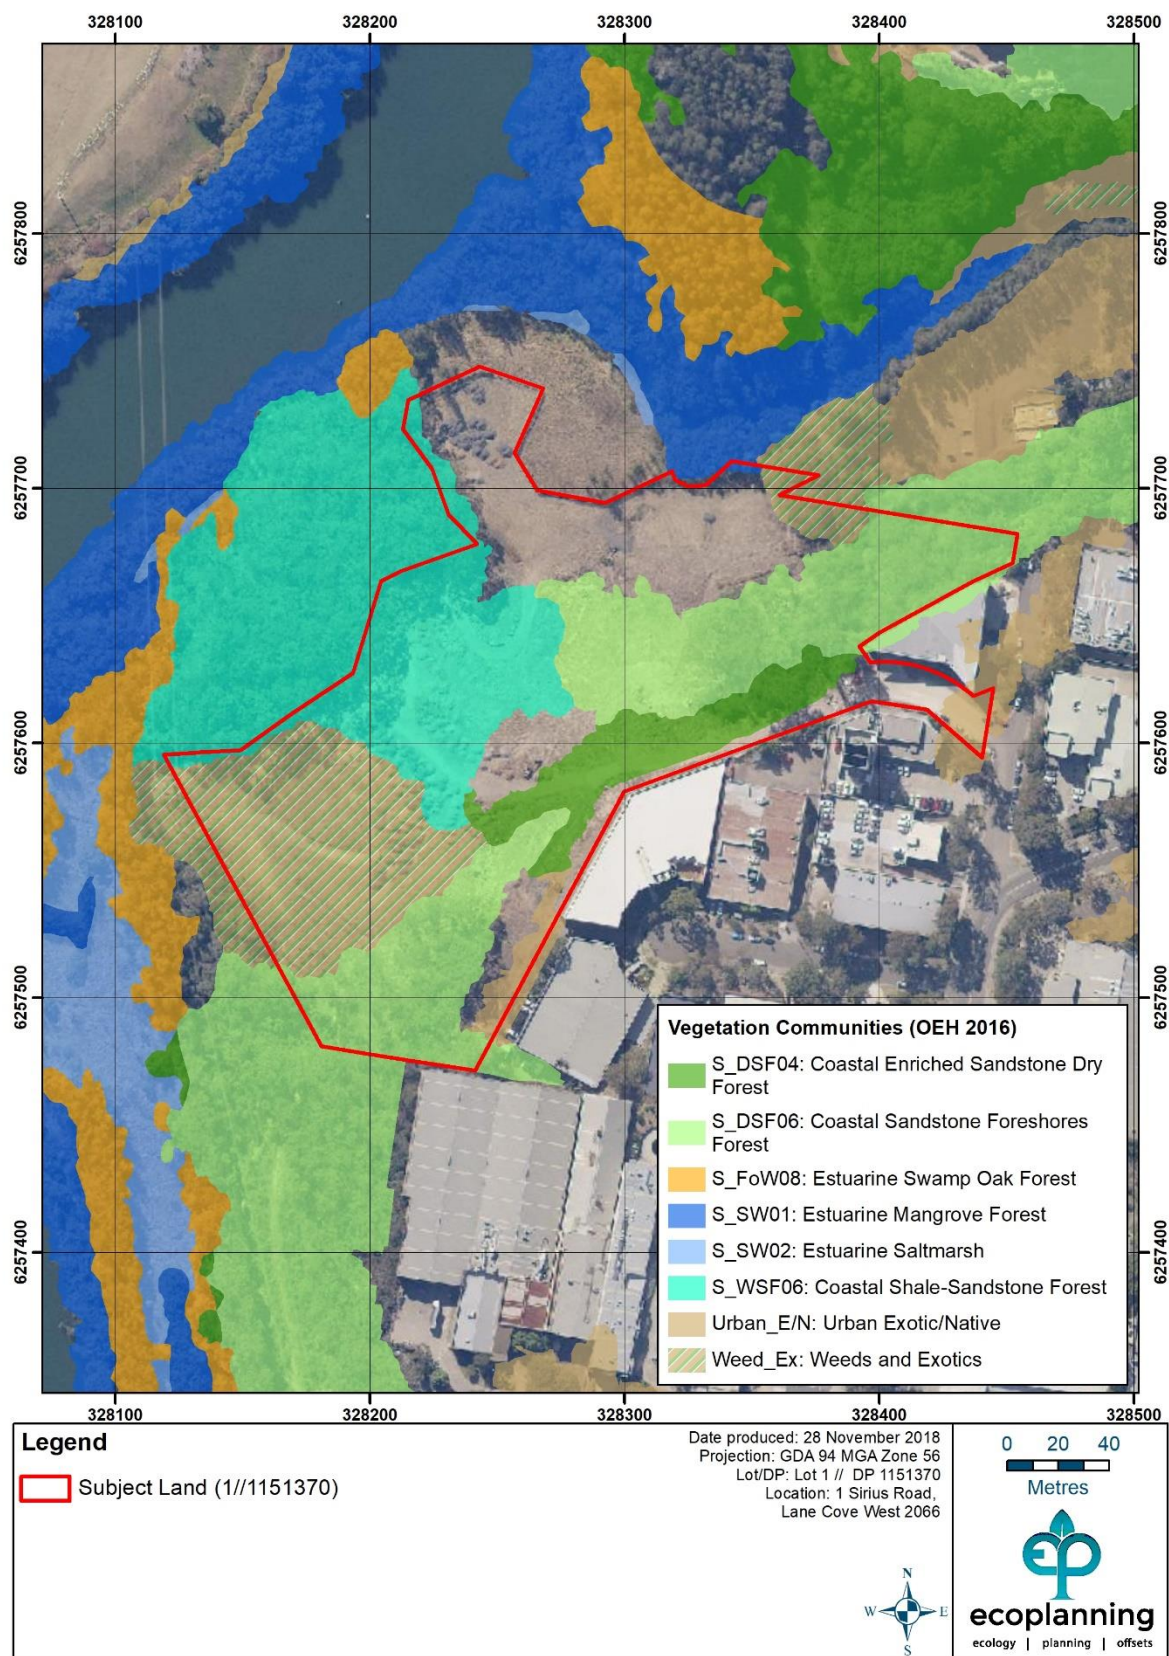 328100 328200 328300 328400 328500
6257800 6257800
6257700 6257700
6257600 6257600
6257500 6257500
6257400 6257400
Vegetation Communities (OEH 2016)
S_DSF04: Coastal Enriched Sandstone Dry
Forest
S_DSF06: Coastal Sandstone Foreshores
Forest
S_FoW08: Estuarine Swamp Oak Forest
S_SW01: Estuarine Mangrove Forest
S_SW02: Estuarine Saltmarsh
S_WSF06: Coastal Shale-Sandstone Forest
Urban_E/N: Urban Exotic/Native
Weed_Ex: Weeds and Exotics
328100 328200 328300 328400 328500
Legend
Subject Land (1//1151370)
Date produced: 28 November 2018
Projection: GDA 94 MGA Zone 56
Lot/DP: Lot 1 // DP 1151370
Location: 1 Sirius Road,
Lane Cove West 2066
N
W E
S
0 20 40
Metres
ep
ecoplanning
ecology | planning | offsets